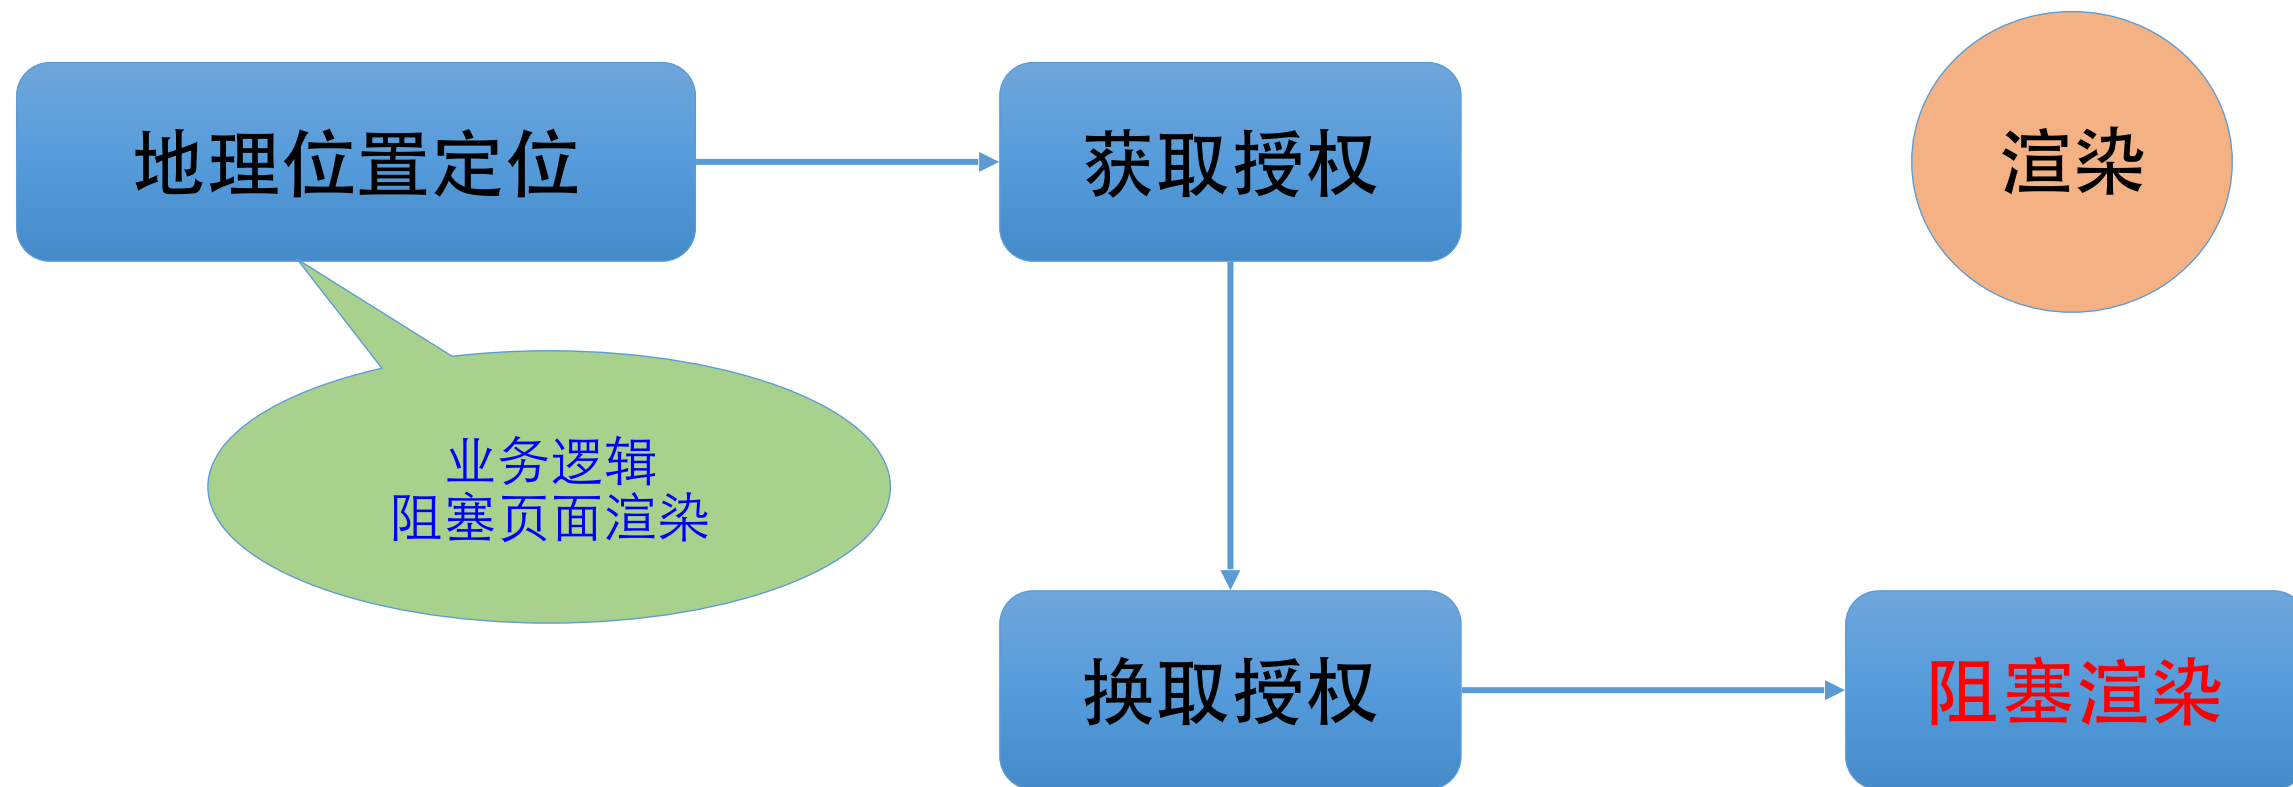 地理位置定位
获取授权
渲染
业务逻辑
阻塞页面渲染
换取授权
阻塞渲染